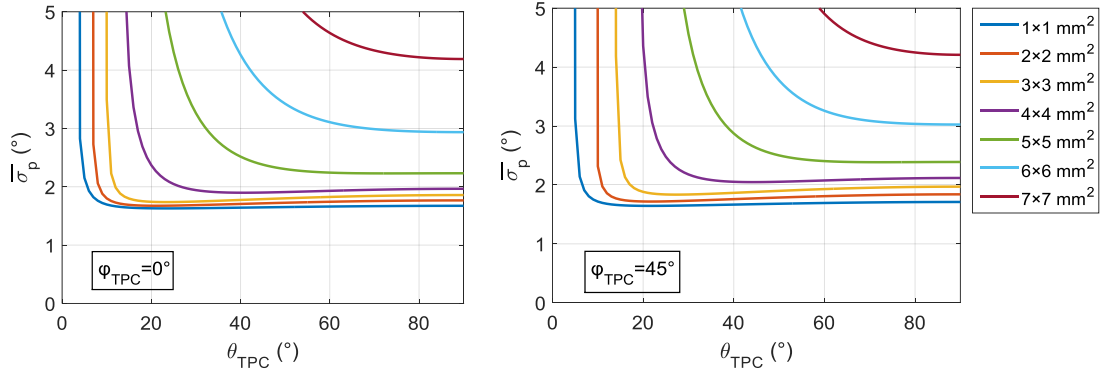 5
4
3
2
1
0
σ̅p (°)
φTPC=0°
0 20 40 60 80
θTPC (°)
5
4
3
2
1
0
σ̅p (°)
φTPC=45°
0 20 40 60 80
θTPC (°)
1×1 mm²
2×2 mm²
3×3 mm²
4×4 mm²
5×5 mm²
6×6 mm²
7×7 mm²